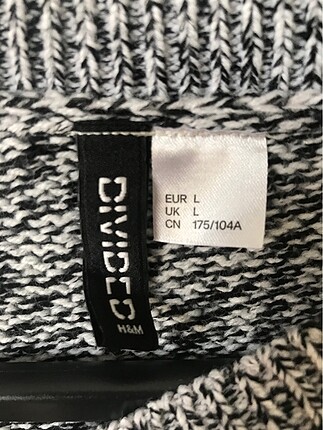 DIVIDED
H&M
EUR L
UK L
CN 175/104A